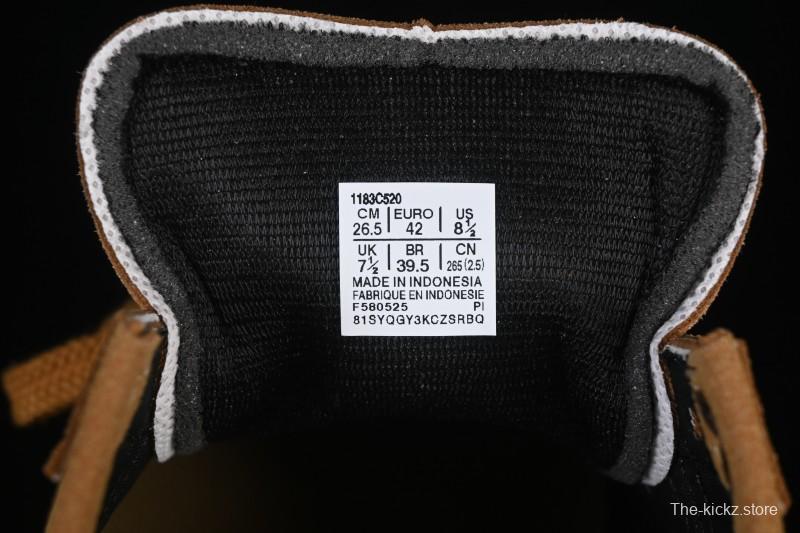 1183C520
CM | EURO | US
26.5 | 42 | 8½
UK | BR | CN
7½ | 39.5 | 265 (2.5)
MADE IN INDONESIA
FABRIQUE EN INDONESIE
F580525 PI
81SYQGY3KCZSRBQ
The-kickz.store